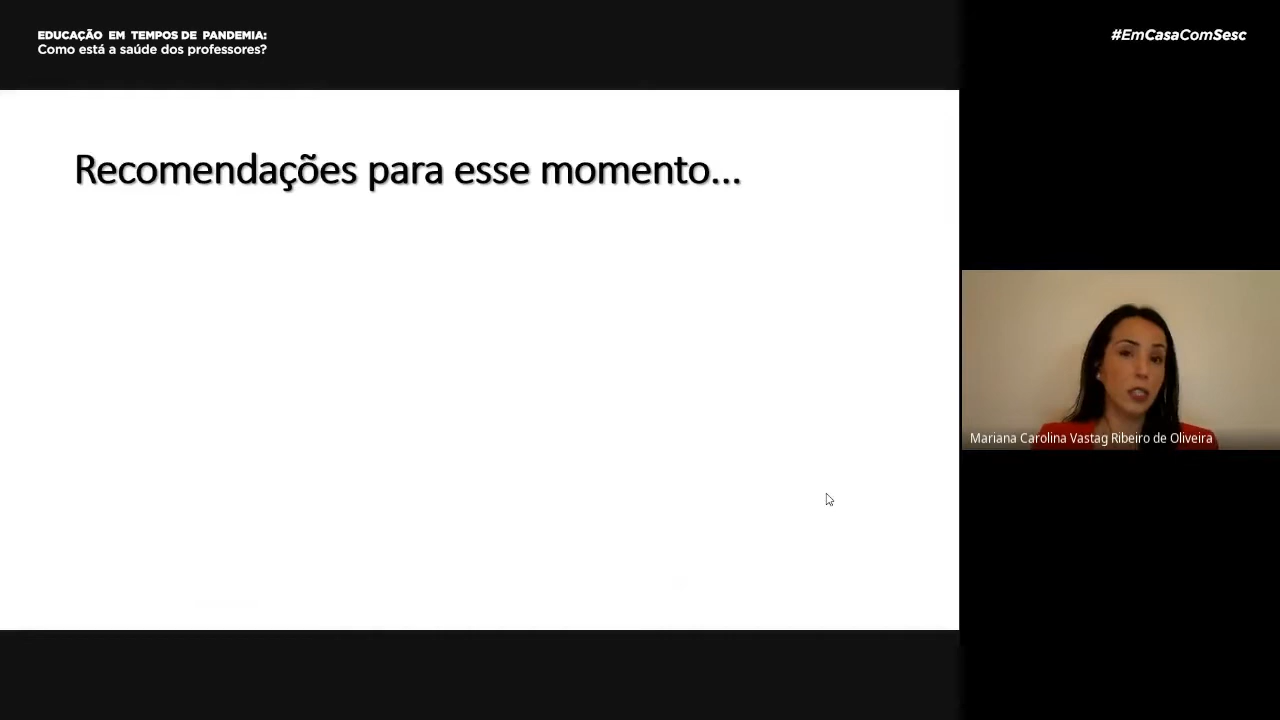 EDUCAÇÃO EM TEMPOS DE PANDEMIA:
Como está a saúde dos professores?
#EmCasaComSesc
Recomendações para esse momento...
Mariana Carolina Vastag Ribeiro de Oliveira